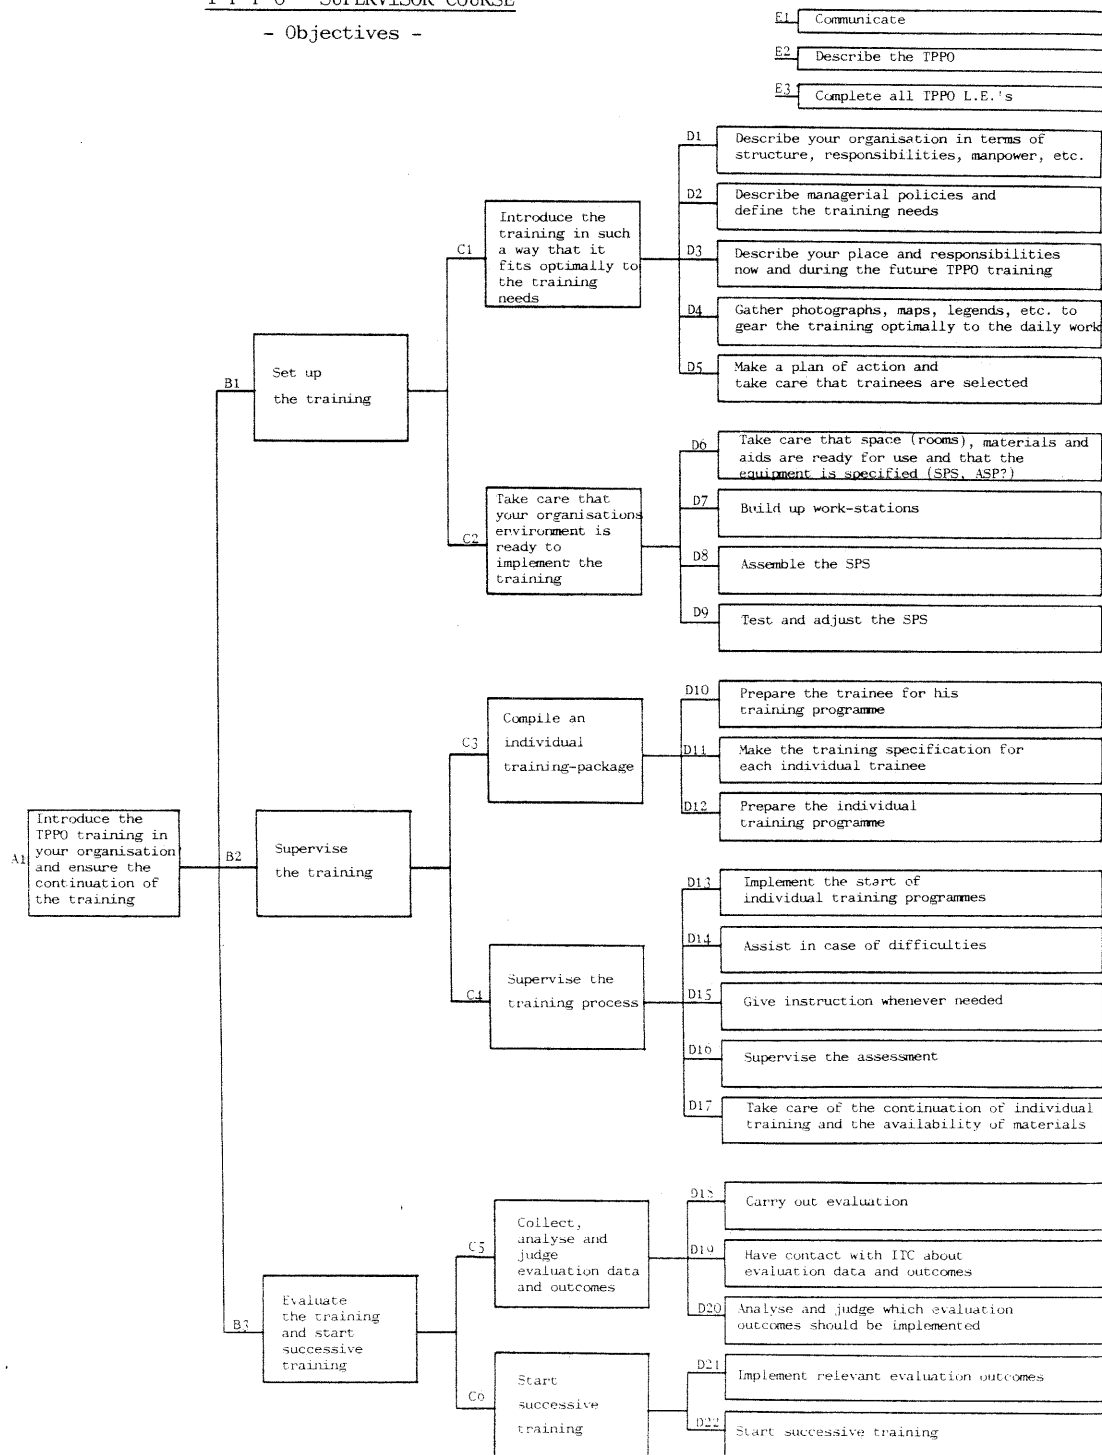 SUPERVISOR COURSE
- Objectives -
E1 Communicate
E2 Describe the TPPO
E3 Complete all TPPO L.E.'s
D1 Describe your organisation in terms of
structure, responsibilities, manpower, etc.
D2 Describe managerial policies and
define the training needs
C1 Introduce the
training in such
a way that it
fits optimally to
the training
needs
D3 Describe your place and responsibilities
now and during the future TPPO training
D4 Gather photographs, maps, legends, etc. to
gear the training optimally to the daily work
D5 Make a plan of action and
take care that trainees are selected
B1 Set up
the training
D6 Take care that space (rooms), materials and
aids are ready for use and that the
equipment is specified (SPS, ASP?)
C2 Take care that
your organisations
environment is
ready to
implement the
training
D7 Build up work-stations
D8 Assemble the SPS
D9 Test and adjust the SPS
D10 Prepare the trainee for his
training programme
C3 Compile an
individual
training-package
D11 Make the training specification for
each individual trainee
D12 Prepare the individual
training programme
A1 Introduce the
TPPO training in
your organisation
and ensure the
continuation of
the training
B2 Supervise
the training
D13 Implement the start of
individual training programmes
D14 Assist in case of difficulties
C4 Supervise the
training process
D15 Give instruction whenever needed
D16 Supervise the assessment
D17 Take care of the continuation of individual
training and the availability of materials
D18 Carry out evaluation
C5 Collect,
analyse and
judge
evaluation data
and outcomes
D19 Have contact with ITC about
evaluation data and outcomes
D20 Analyse and judge which evaluation
outcomes should be implemented
B3 Evaluate
the training
and start
successive
training
C6 Start
successive
training
D21 Implement relevant evaluation outcomes
D22 Start successive training